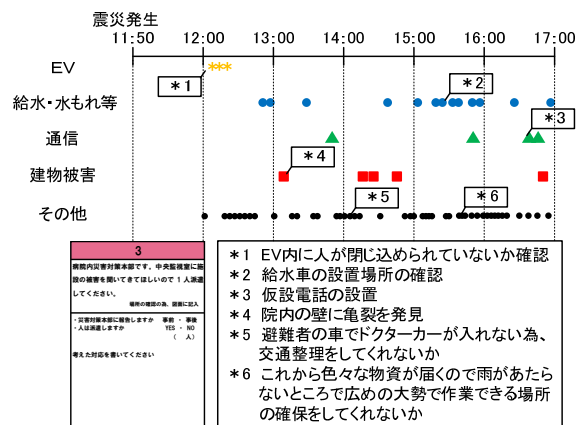 震災発生
11:50 12:00 13:00 14:00 15:00 16:00 17:00
EV
＊＊＊
＊1
＊2
給水・水もれ等
通信
＊3
＊4
建物被害
＊5
＊6
その他
3
病院内災害対策本部です。中央監視室に施
設の被害を聞いてきてほしいので1人派遣
してください。
場所の確認の為、図面に記入
・災害対策本部に報告しますか 事前 ・ 事後
・人は派遣しますか YES ・ NO
（ 人）
考えた対応を書いてください
＊1 EV内に人が閉じ込められていないか確認
＊2 給水車の設置場所の確認
＊3 仮設電話の設置
＊4 院内の壁に亀裂を発見
＊5 避難者の車でドクターカーが入れない為、
交通整理をしてくれないか
＊6 これから色々な物資が届くので雨があたら
ないところで広めの大勢で作業できる場所
の確保をしてくれないか